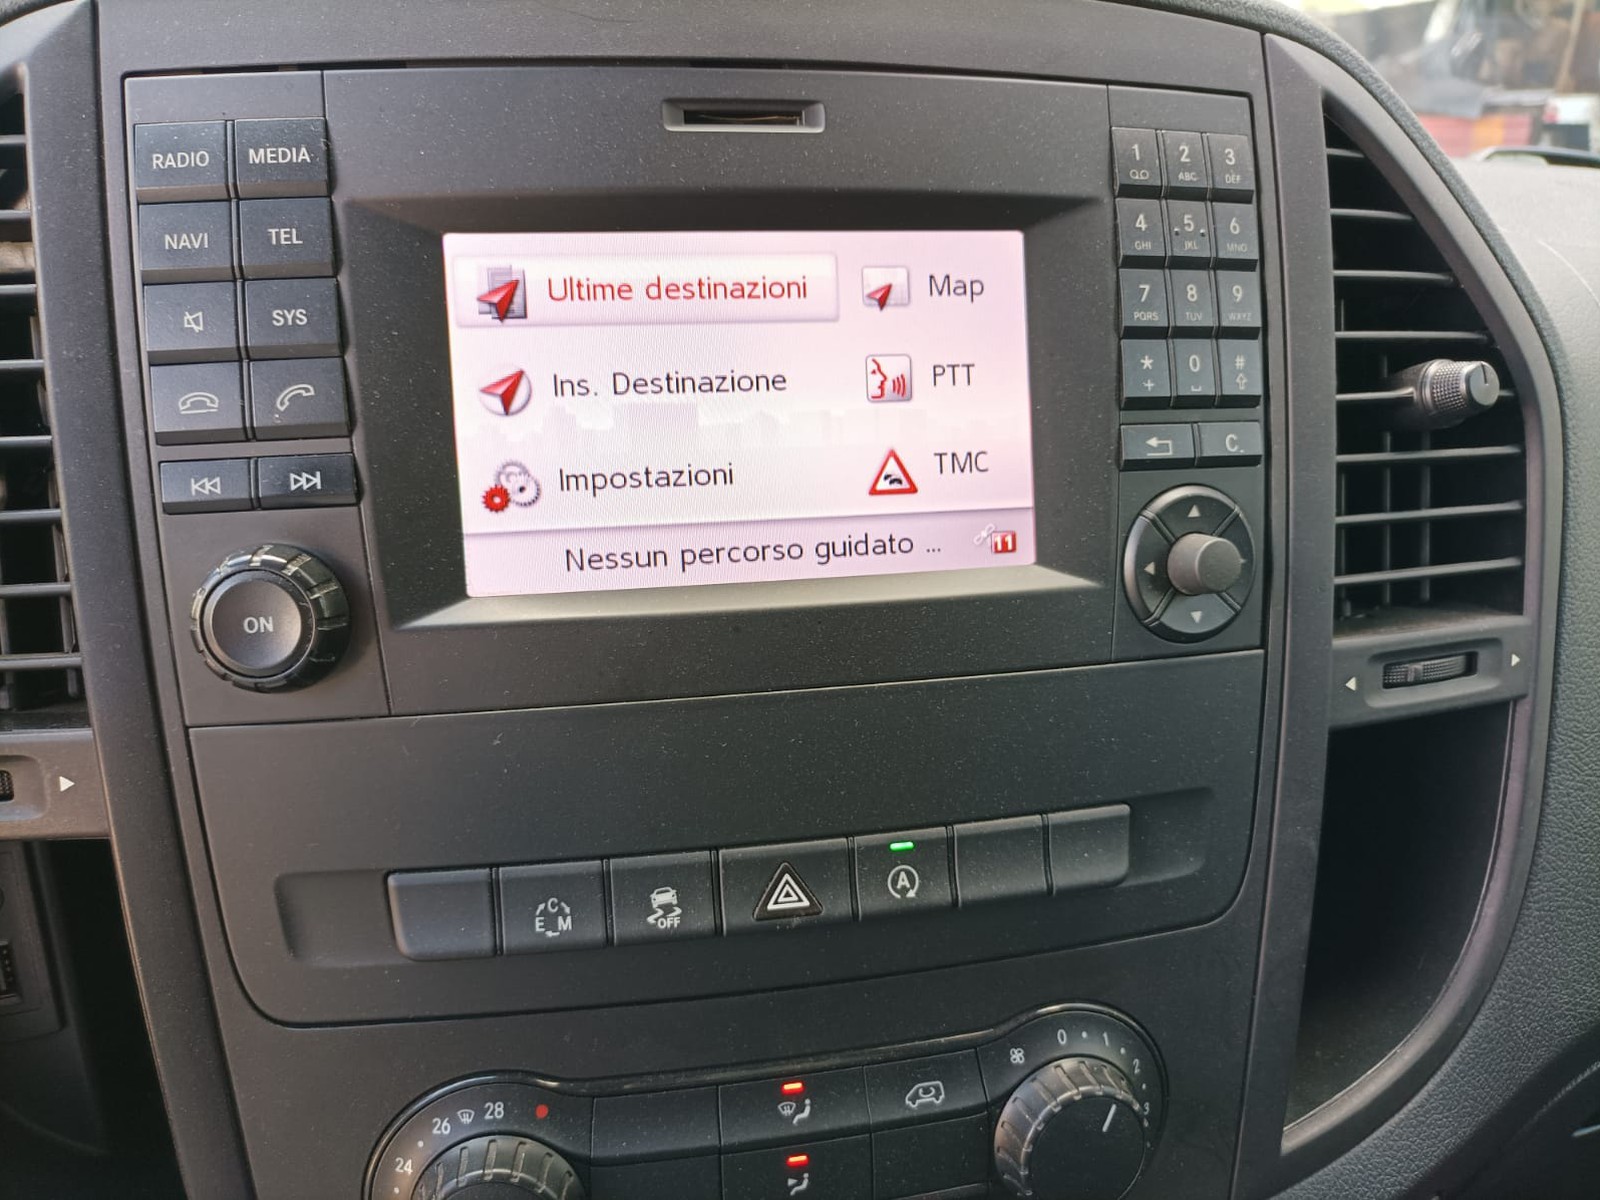 RADIO MEDIA
NAVI TEL
SYS
ON
Ultime destinazioni Map
Ins. Destinazione PTT
Impostazioni TMC
Nessun percorso guidato ... 11
1 2 3
ABC DEF
4 5 6
GHI JKL MNO
7 8 9
PQRS TUV WXYZ
* 0 #
+
C
C
E M
OFF
A
24 26 28
0 1 2 3